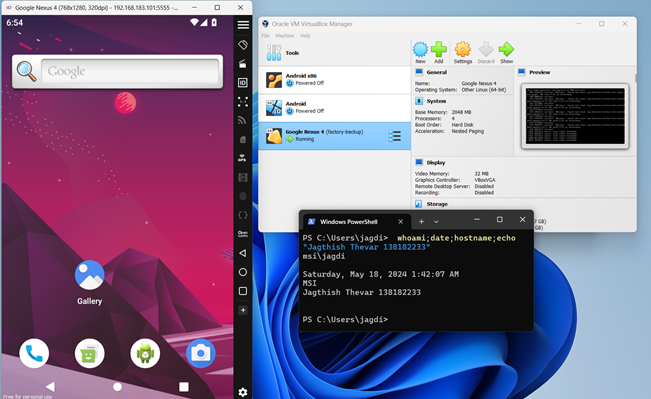 Google Nexus 4 (768x1280, 320dpi) - 192.168.183.101:5555 - ...
6:54
Google
Gallery
Free for personal use
ID
GPS
Open
GAPPS
Oracle VM VirtualBox Manager
File Machine Help
Tools
Android x86
Powered Off
Android
Powered Off
Google Nexus 4 (factory-backup)
Running
New Add Settings Discard Show
General
Name: Google Nexus 4
Operating System: Other Linux (64-bit)
System
Base Memory: 2048 MB
Processors: 4
Boot Order: Hard Disk
Acceleration: Nested Paging
Preview
Display
Video Memory: 32 MB
Graphics Controller: VBoxVGA
Remote Desktop Server: Disabled
Recording: Disabled
Storage
GB)
GB)
Windows PowerShell
PS C:\Users\jagdi> whoami;date;hostname;echo
"Jagthish Thevar 138182233"
msi\jagdi
Saturday, May 18, 2024 1:42:07 AM
MSI
Jagthish Thevar 138182233
PS C:\Users\jagdi>